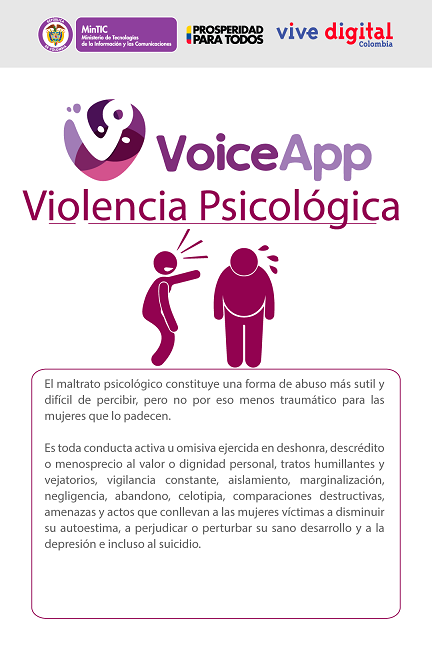 MinTIC
Ministerio de Tecnologías
de la Información y las Comunicaciones
PROSPERIDAD
PARA TODOS
vive digital
Colombia
VoiceApp
Violencia Psicológica
El maltrato psicológico constituye una forma de abuso más sutil y
difícil de percibir, pero no por eso menos traumático para las
mujeres que lo padecen.
Es toda conducta activa u omisiva ejercida en deshonra, descrédito
o menosprecio al valor o dignidad personal, tratos humillantes y
vejatorios, vigilancia constante, aislamiento, marginalización,
negligencia, abandono, celotipia, comparaciones destructivas,
amenazas y actos que conllevan a las mujeres víctimas a disminuir
su autoestima, a perjudicar o perturbar su sano desarrollo y a la
depresión e incluso al suicidio.